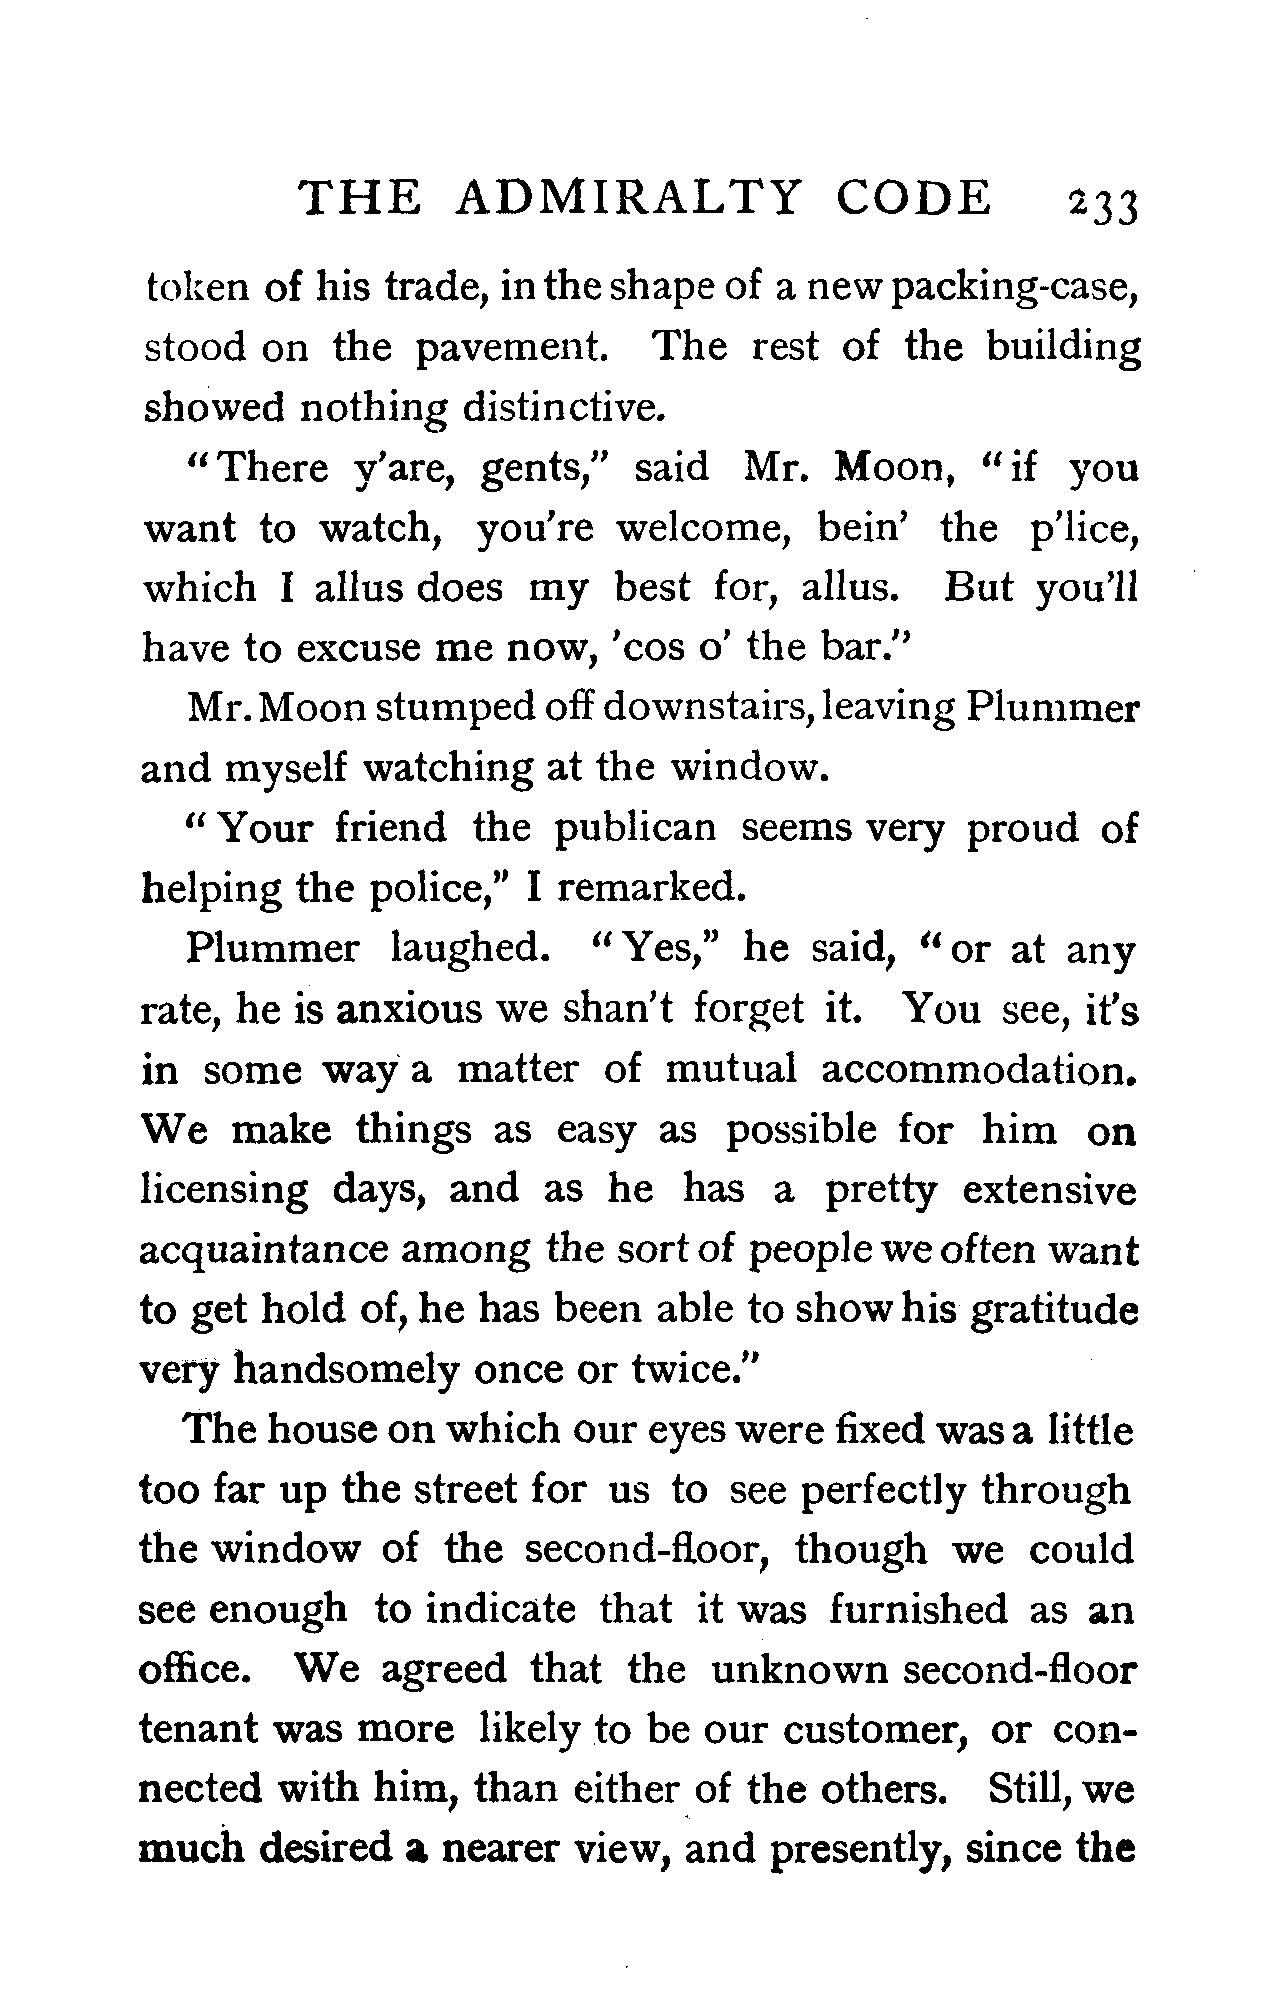 THE ADMIRALTY CODE 233
token of his trade, in the shape of a new packing-case,
stood on the pavement. The rest of the building
showed nothing distinctive.
"There y'are, gents," said Mr. Moon, "if you
want to watch, you're welcome, bein' the p'lice,
which I allus does my best for, allus. But you'll
have to excuse me now, 'cos o' the bar."
Mr. Moon stumped off downstairs, leaving Plummer
and myself watching at the window.
"Your friend the publican seems very proud of
helping the police," I remarked.
Plummer laughed. "Yes," he said, "or at any
rate, he is anxious we shan't forget it. You see, it's
in some way a matter of mutual accommodation.
We make things as easy as possible for him on
licensing days, and as he has a pretty extensive
acquaintance among the sort of people we often want
to get hold of, he has been able to show his gratitude
very handsomely once or twice."
The house on which our eyes were fixed was a little
too far up the street for us to see perfectly through
the window of the second-floor, though we could
see enough to indicate that it was furnished as an
office. We agreed that the unknown second-floor
tenant was more likely to be our customer, or con-
nected with him, than either of the others. Still, we
much desired a nearer view, and presently, since the